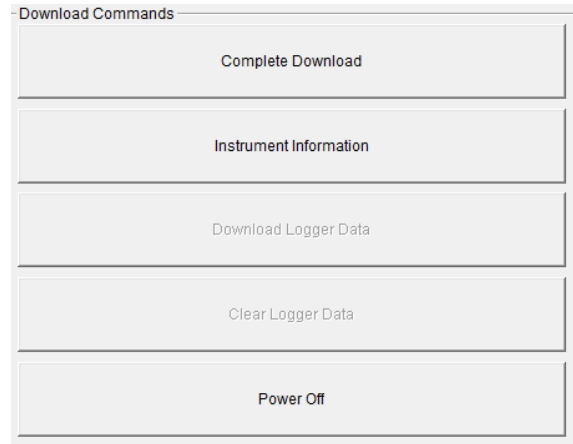 Download Commands
Complete Download
Instrument Information
Download Logger Data
Clear Logger Data
Power Off